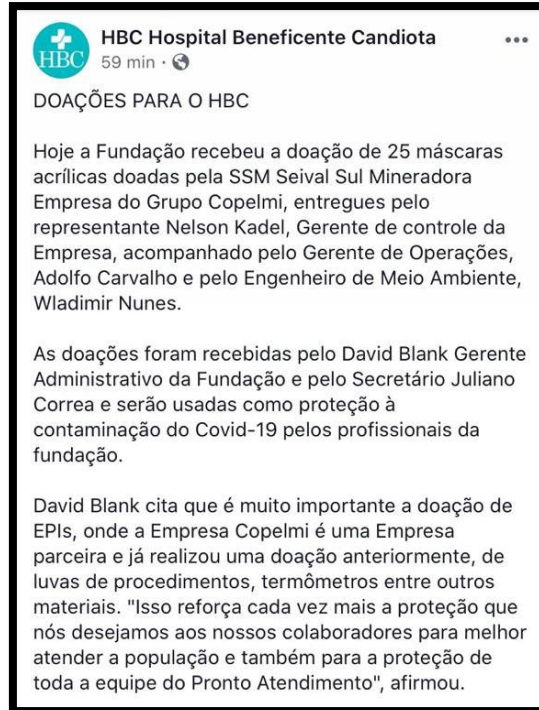 HBC
HBC Hospital Beneficente Candiota
59 min ·
DOAÇÕES PARA O HBC
Hoje a Fundação recebeu a doação de 25 máscaras
acrílicas doadas pela SSM Seival Sul Mineradora
Empresa do Grupo Copelmi, entregues pelo
representante Nelson Kadel, Gerente de controle da
Empresa, acompanhado pelo Gerente de Operações,
Adolfo Carvalho e pelo Engenheiro de Meio Ambiente,
Wladimir Nunes.
As doações foram recebidas pelo David Blank Gerente
Administrativo da Fundação e pelo Secretário Juliano
Correa e serão usadas como proteção à
contaminação do Covid-19 pelos profissionais da
fundação.
David Blank cita que é muito importante a doação de
EPIs, onde a Empresa Copelmi é uma Empresa
parceira e já realizou uma doação anteriormente, de
luvas de procedimentos, termômetros entre outros
materiais. "Isso reforça cada vez mais a proteção que
nós desejamos aos nossos colaboradores para melhor
atender a população e também para a proteção de
toda a equipe do Pronto Atendimento", afirmou.